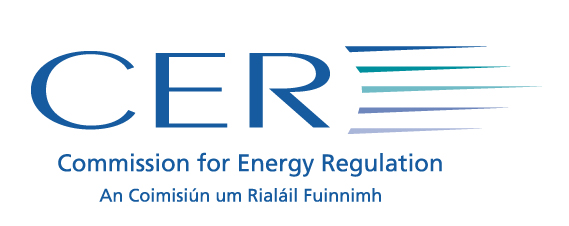 CER
Commission for Energy Regulation
An Coimisiún um Rialáil Fuinnimh